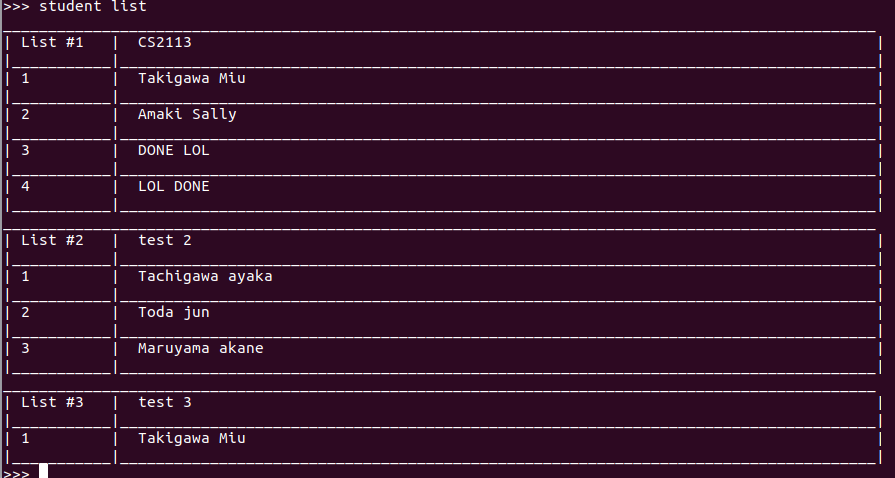 >>> student list
| List #1 | CS2113 |
| 1 | Takigawa Miu |
| 2 | Amaki Sally |
| 3 | DONE LOL |
| 4 | LOL DONE |
| List #2 | test 2 |
| 1 | Tachigawa ayaka |
| 2 | Toda jun |
| 3 | Maruyama akane |
| List #3 | test 3 |
| 1 | Takigawa Miu |
>>>